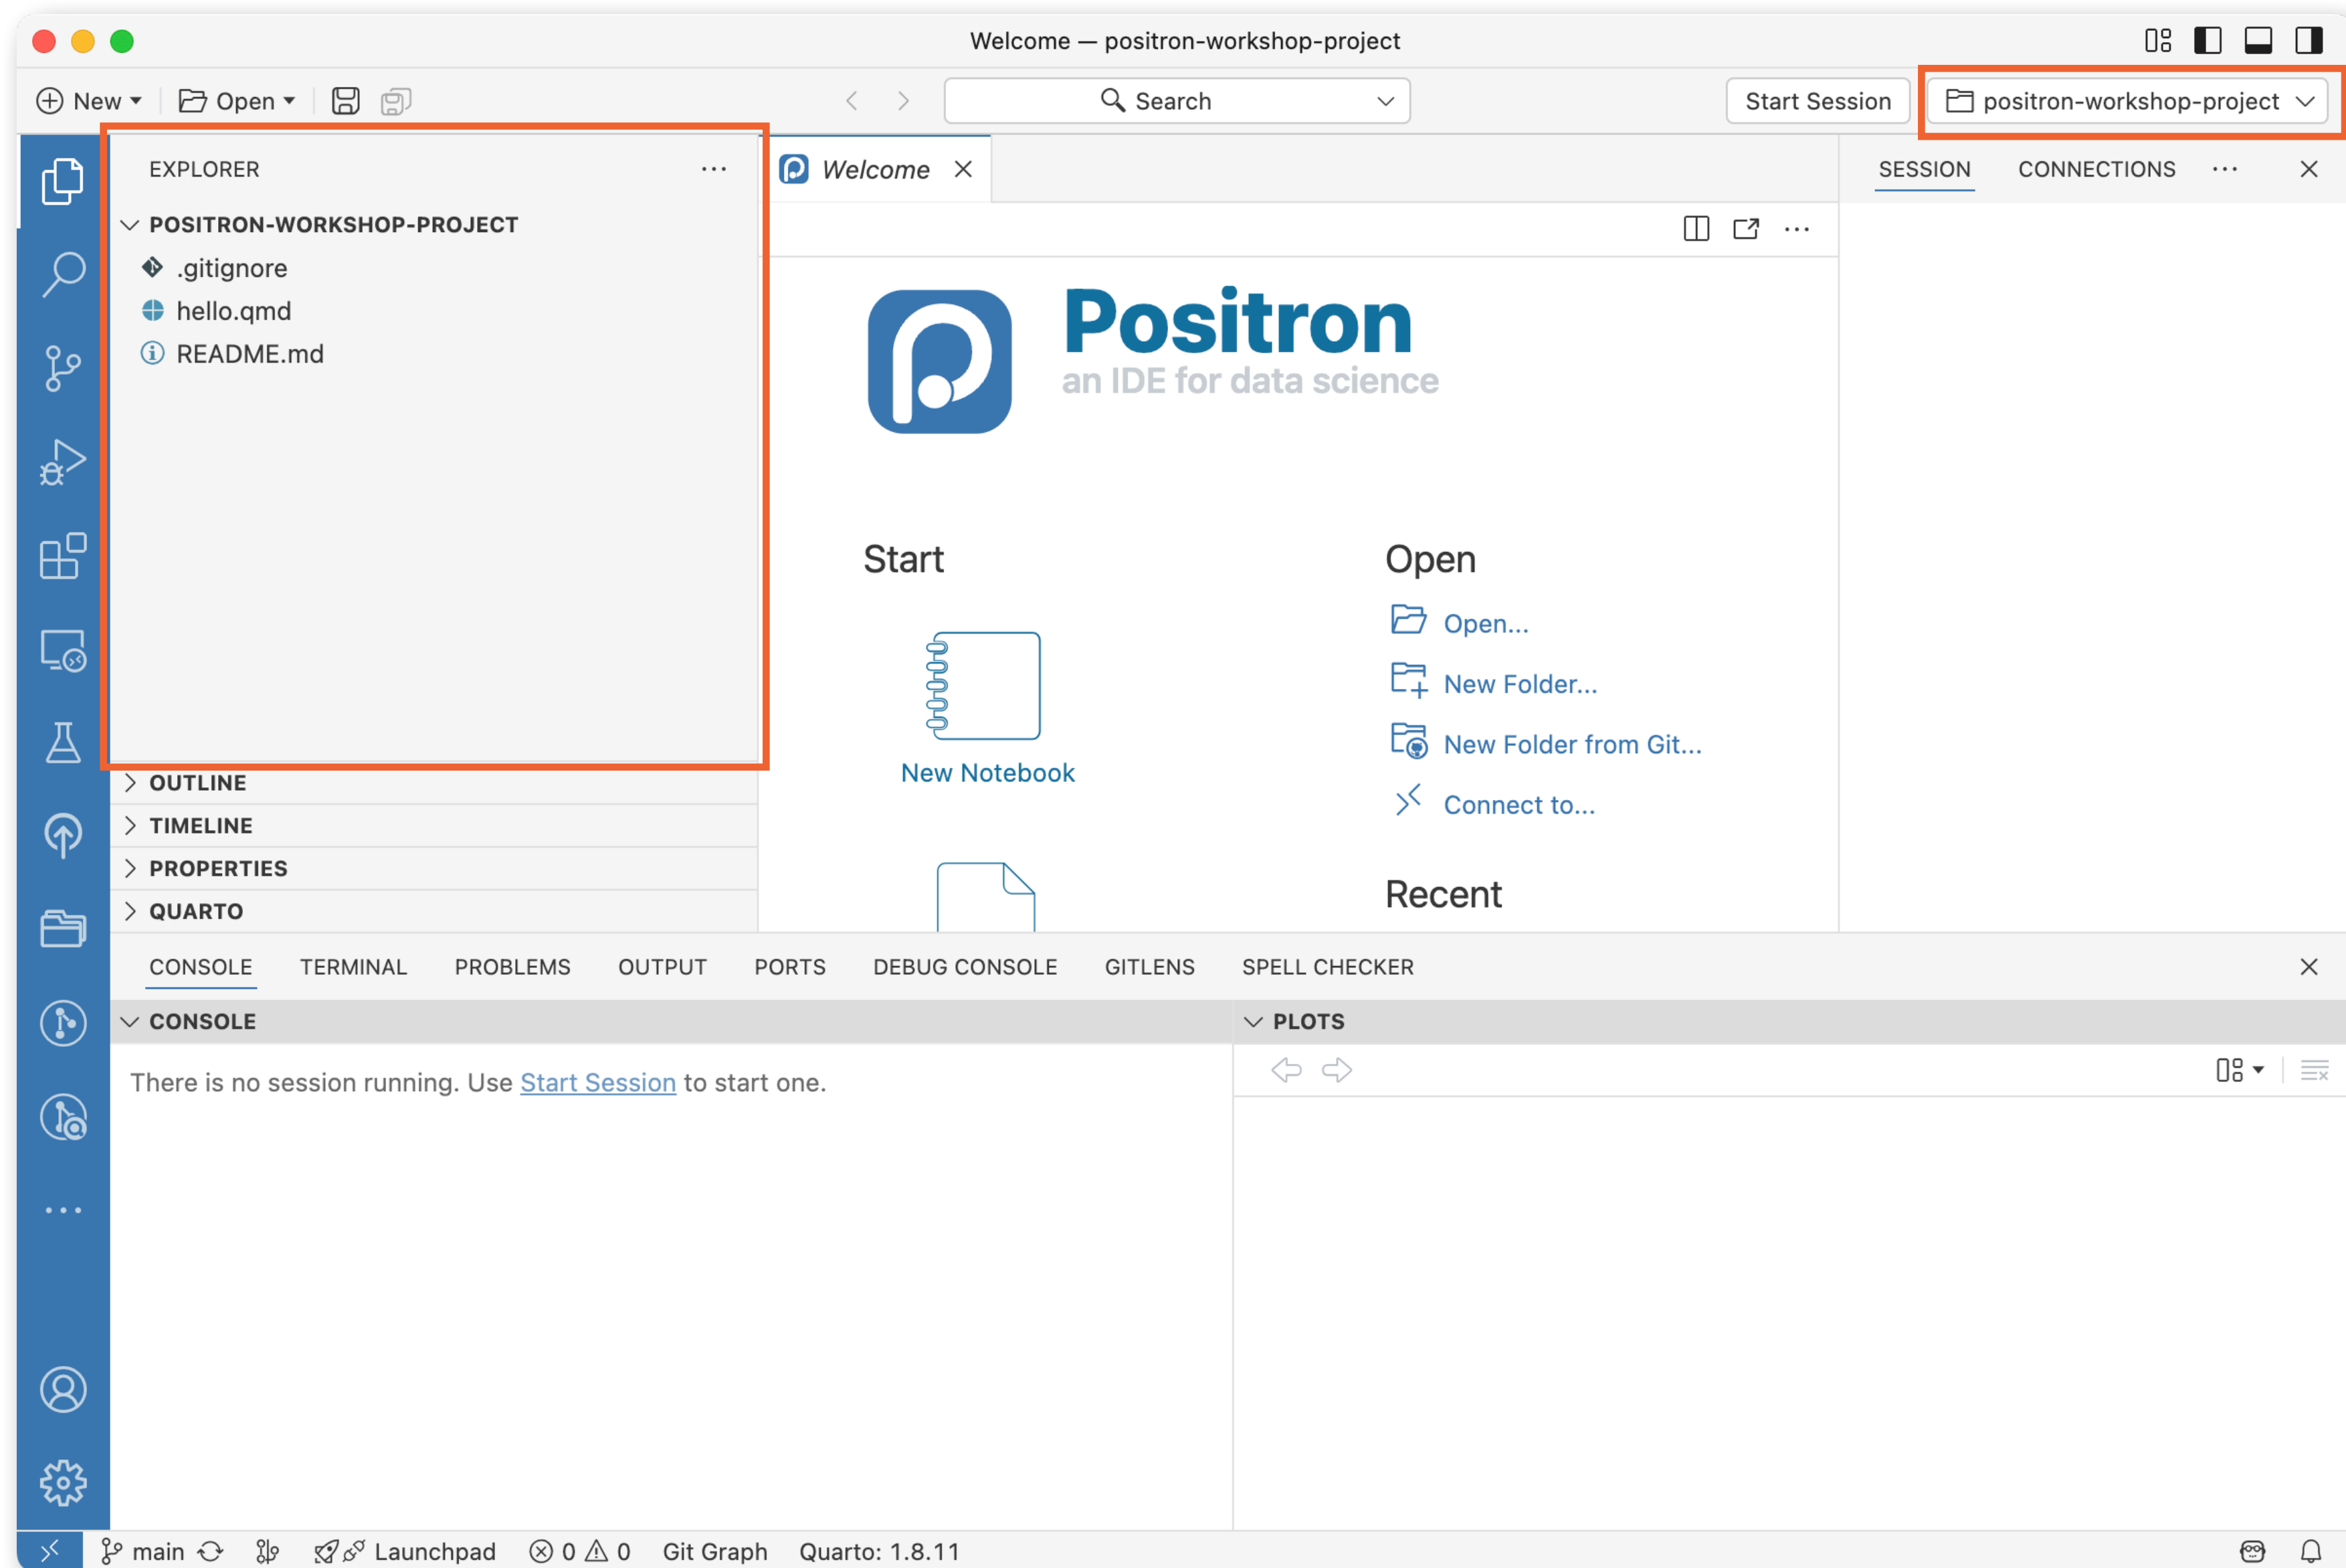 Welcome — positron-workshop-project
New Open Search Start Session positron-workshop-project
EXPLORER
POSITRON-WORKSHOP-PROJECT
.gitignore
hello.qmd
README.md
OUTLINE
TIMELINE
PROPERTIES
QUARTO
Welcome
Positron
an IDE for data science
Start
New Notebook
Open
Open...
New Folder...
New Folder from Git...
Connect to...
Recent
SESSION CONNECTIONS
CONSOLE TERMINAL PROBLEMS OUTPUT PORTS DEBUG CONSOLE GITLENS SPELL CHECKER
CONSOLE
There is no session running. Use Start Session to start one.
PLOTS
main Launchpad 0 0 Git Graph Quarto: 1.8.11